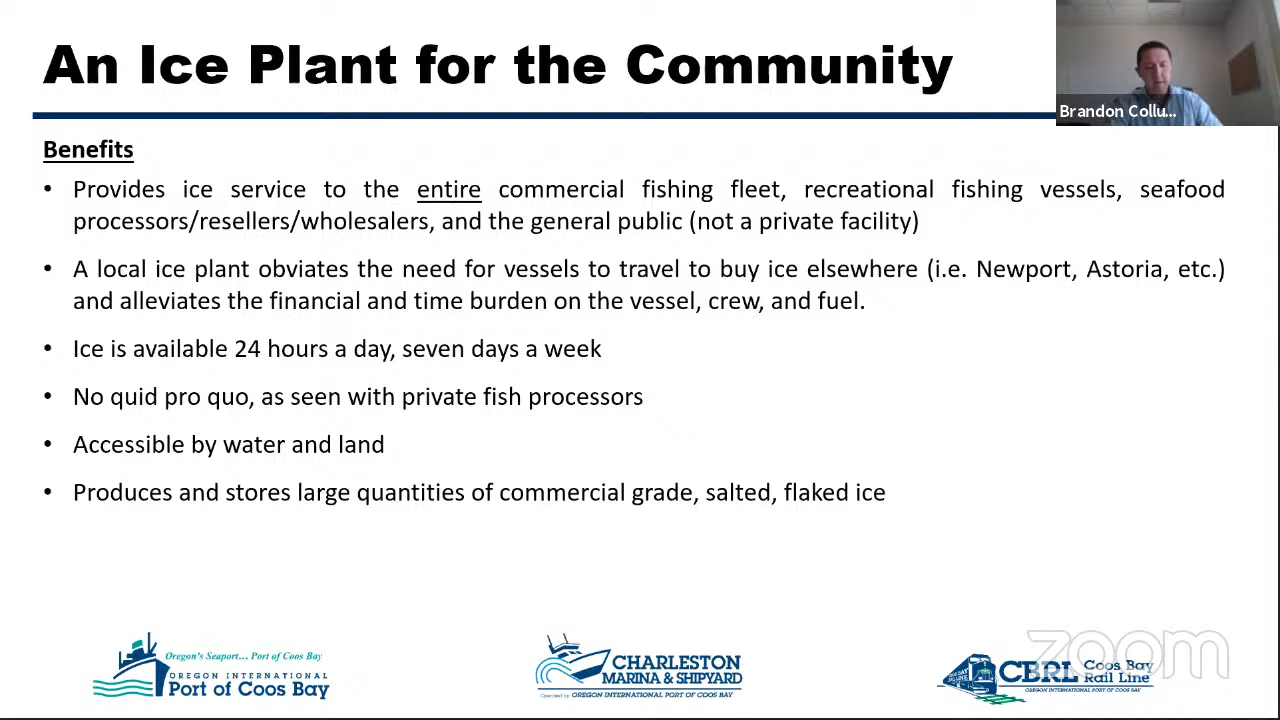 An Ice Plant for the Community
Brandon Collu...
Benefits
• Provides ice service to the entire commercial fishing fleet, recreational fishing vessels, seafood
processors/resellers/wholesalers, and the general public (not a private facility)
• A local ice plant obviates the need for vessels to travel to buy ice elsewhere (i.e. Newport, Astoria, etc.)
and alleviates the financial and time burden on the vessel, crew, and fuel.
• Ice is available 24 hours a day, seven days a week
• No quid pro quo, as seen with private fish processors
• Accessible by water and land
• Produces and stores large quantities of commercial grade, salted, flaked ice
Oregon's Seaport... Port of Coos Bay
OREGON INTERNATIONAL
Port of Coos Bay
CHARLESTON
MARINA & SHIPYARD
Operated by OREGON INTERNATIONAL PORT OF COOS BAY
CBRL Coos Bay
Rail Line
OREGON INTERNATIONAL PORT OF COOS BAY
zoom